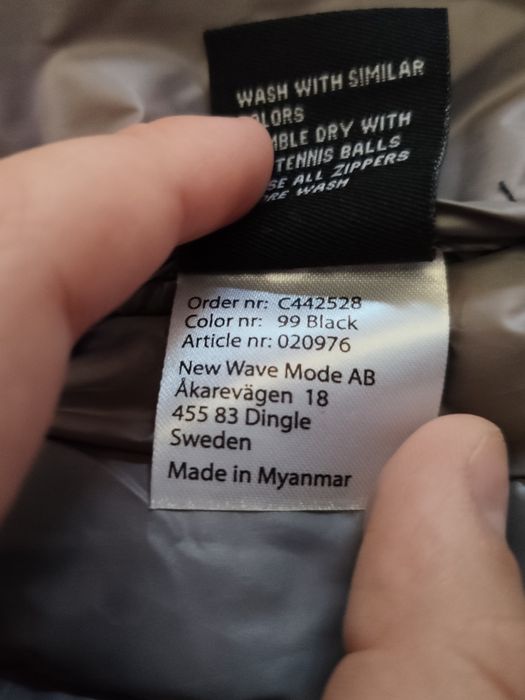 WASH WITH SIMILAR
DRY WITH
TENNIS BALLS
ALL ZIPPERS
WASH
Order nr: C442528
Color nr: 99 Black
Article nr: 020976
New Wave Mode AB
Åkarevägen 18
455 83 Dingle
Sweden
Made in Myanmar